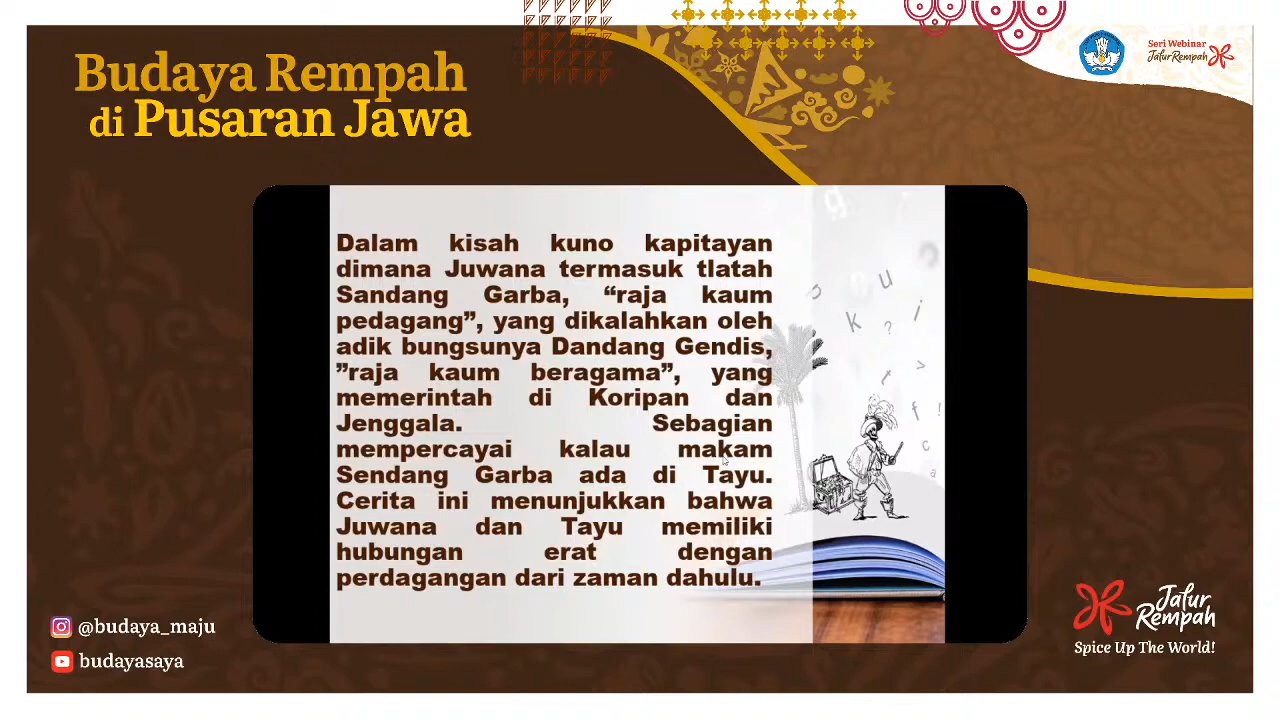 Budaya Rempah
di Pusaran Jawa
Seri Webinar
Jalur Rempah
Dalam kisah kuno kapitayan
dimana Juwana termasuk tlatah
Sandang Garba, “raja kaum
pedagang”, yang dikalahkan oleh
adik bungsunya Dandang Gendis,
”raja kaum beragama”, yang
memerintah di Koripan dan
Jenggala. Sebagian
mempercayai kalau makam
Sendang Garba ada di Tayu.
Cerita ini menunjukkan bahwa
Juwana dan Tayu memiliki
hubungan erat dengan
perdagangan dari zaman dahulu.
@budaya_maju
budayasaya
Jalur
Rempah
Spice Up The World!